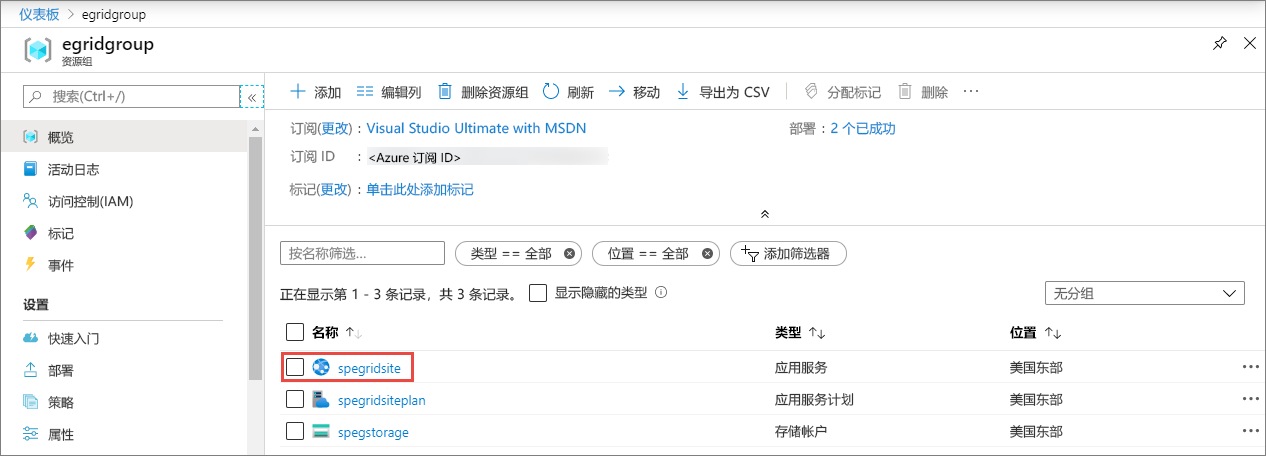 仪表板 > egridgroup
egridgroup
资源组
搜索(Ctrl+/) «
概览
活动日志
访问控制(IAM)
标记
事件
设置
快速入门
部署
策略
属性
添加 编辑列 删除资源组 刷新 移动 导出为 CSV 分配标记 删除 ···
订阅(更改) : Visual Studio Ultimate with MSDN 部署 : 2 个已成功
订阅 ID : <Azure 订阅 ID>
标记(更改) : 单击此处添加标记
按名称筛选... 类型 == 全部 位置 == 全部 添加筛选器
正在显示第 1 - 3 条记录，共 3 条记录。 显示隐藏的类型 无分组
名称 ↑↓ 类型 ↑↓ 位置 ↑↓
spegridsite 应用服务 美国东部 ···
spegridsiteplan 应用服务计划 美国东部 ···
spegstorage 存储帐户 美国东部 ···